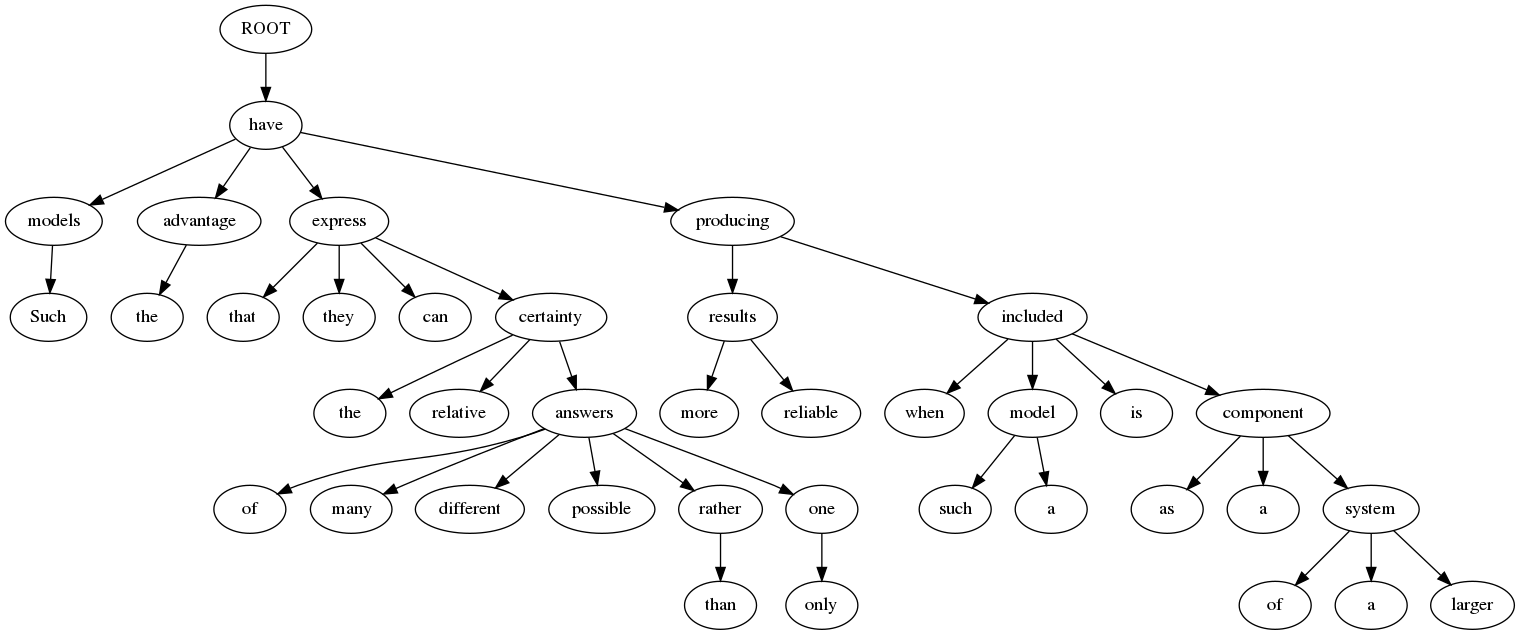 ROOT
have
models advantage express producing
Such the that they can certainty results included
the relative answers more reliable when model is component
of many different possible rather one such a as a system
than only of a larger